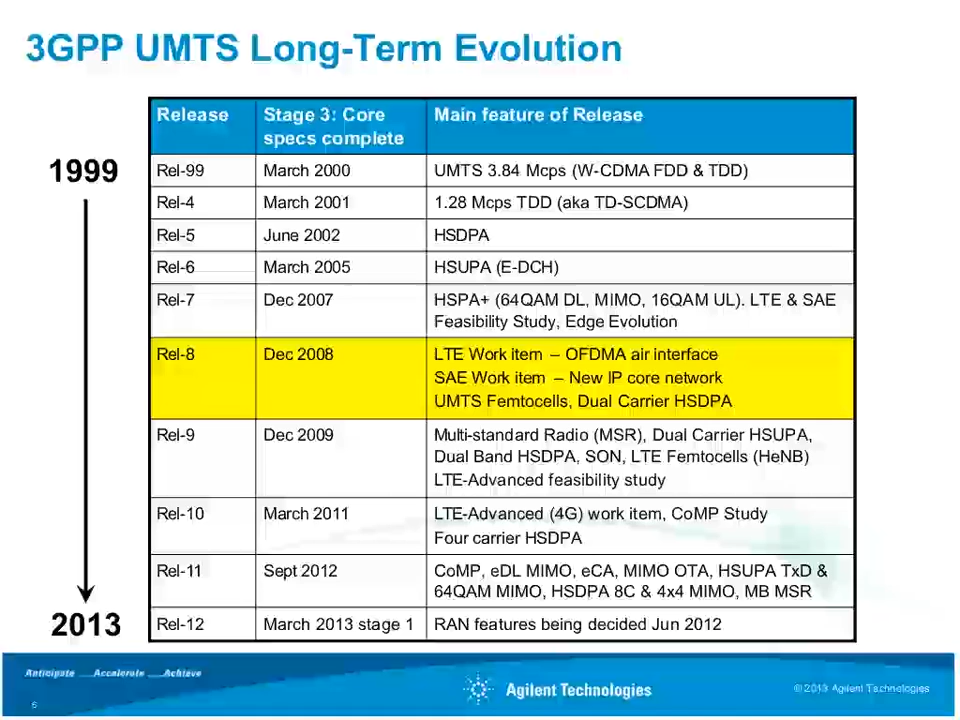 3GPP UMTS Long-Term Evolution
Release Stage 3: Core specs complete Main feature of Release
1999
Rel-99 March 2000 UMTS 3.84 Mcps (W-CDMA FDD & TDD)
Rel-4 March 2001 1.28 Mcps TDD (aka TD-SCDMA)
Rel-5 June 2002 HSDPA
Rel-6 March 2005 HSUPA (E-DCH)
Rel-7 Dec 2007 HSPA+ (64QAM DL, MIMO, 16QAM UL). LTE & SAE
Feasibility Study, Edge Evolution
Rel-8 Dec 2008 LTE Work item – OFDMA air interface
SAE Work item – New IP core network
UMTS Femtocells, Dual Carrier HSDPA
Rel-9 Dec 2009 Multi-standard Radio (MSR), Dual Carrier HSUPA,
Dual Band HSDPA, SON, LTE Femtocells (HeNB)
LTE-Advanced feasibility study
Rel-10 March 2011 LTE-Advanced (4G) work item, CoMP Study
Four carrier HSDPA
Rel-11 Sept 2012 CoMP, eDL MIMO, eCA, MIMO OTA, HSUPA TxD &
64QAM MIMO, HSDPA 8C & 4x4 MIMO, MB MSR
2013
Rel-12 March 2013 stage 1 RAN features being decided Jun 2012
Anticipate ___Accelerate ___Achieve
Agilent Technologies
© 2013 Agilent Technologies
5